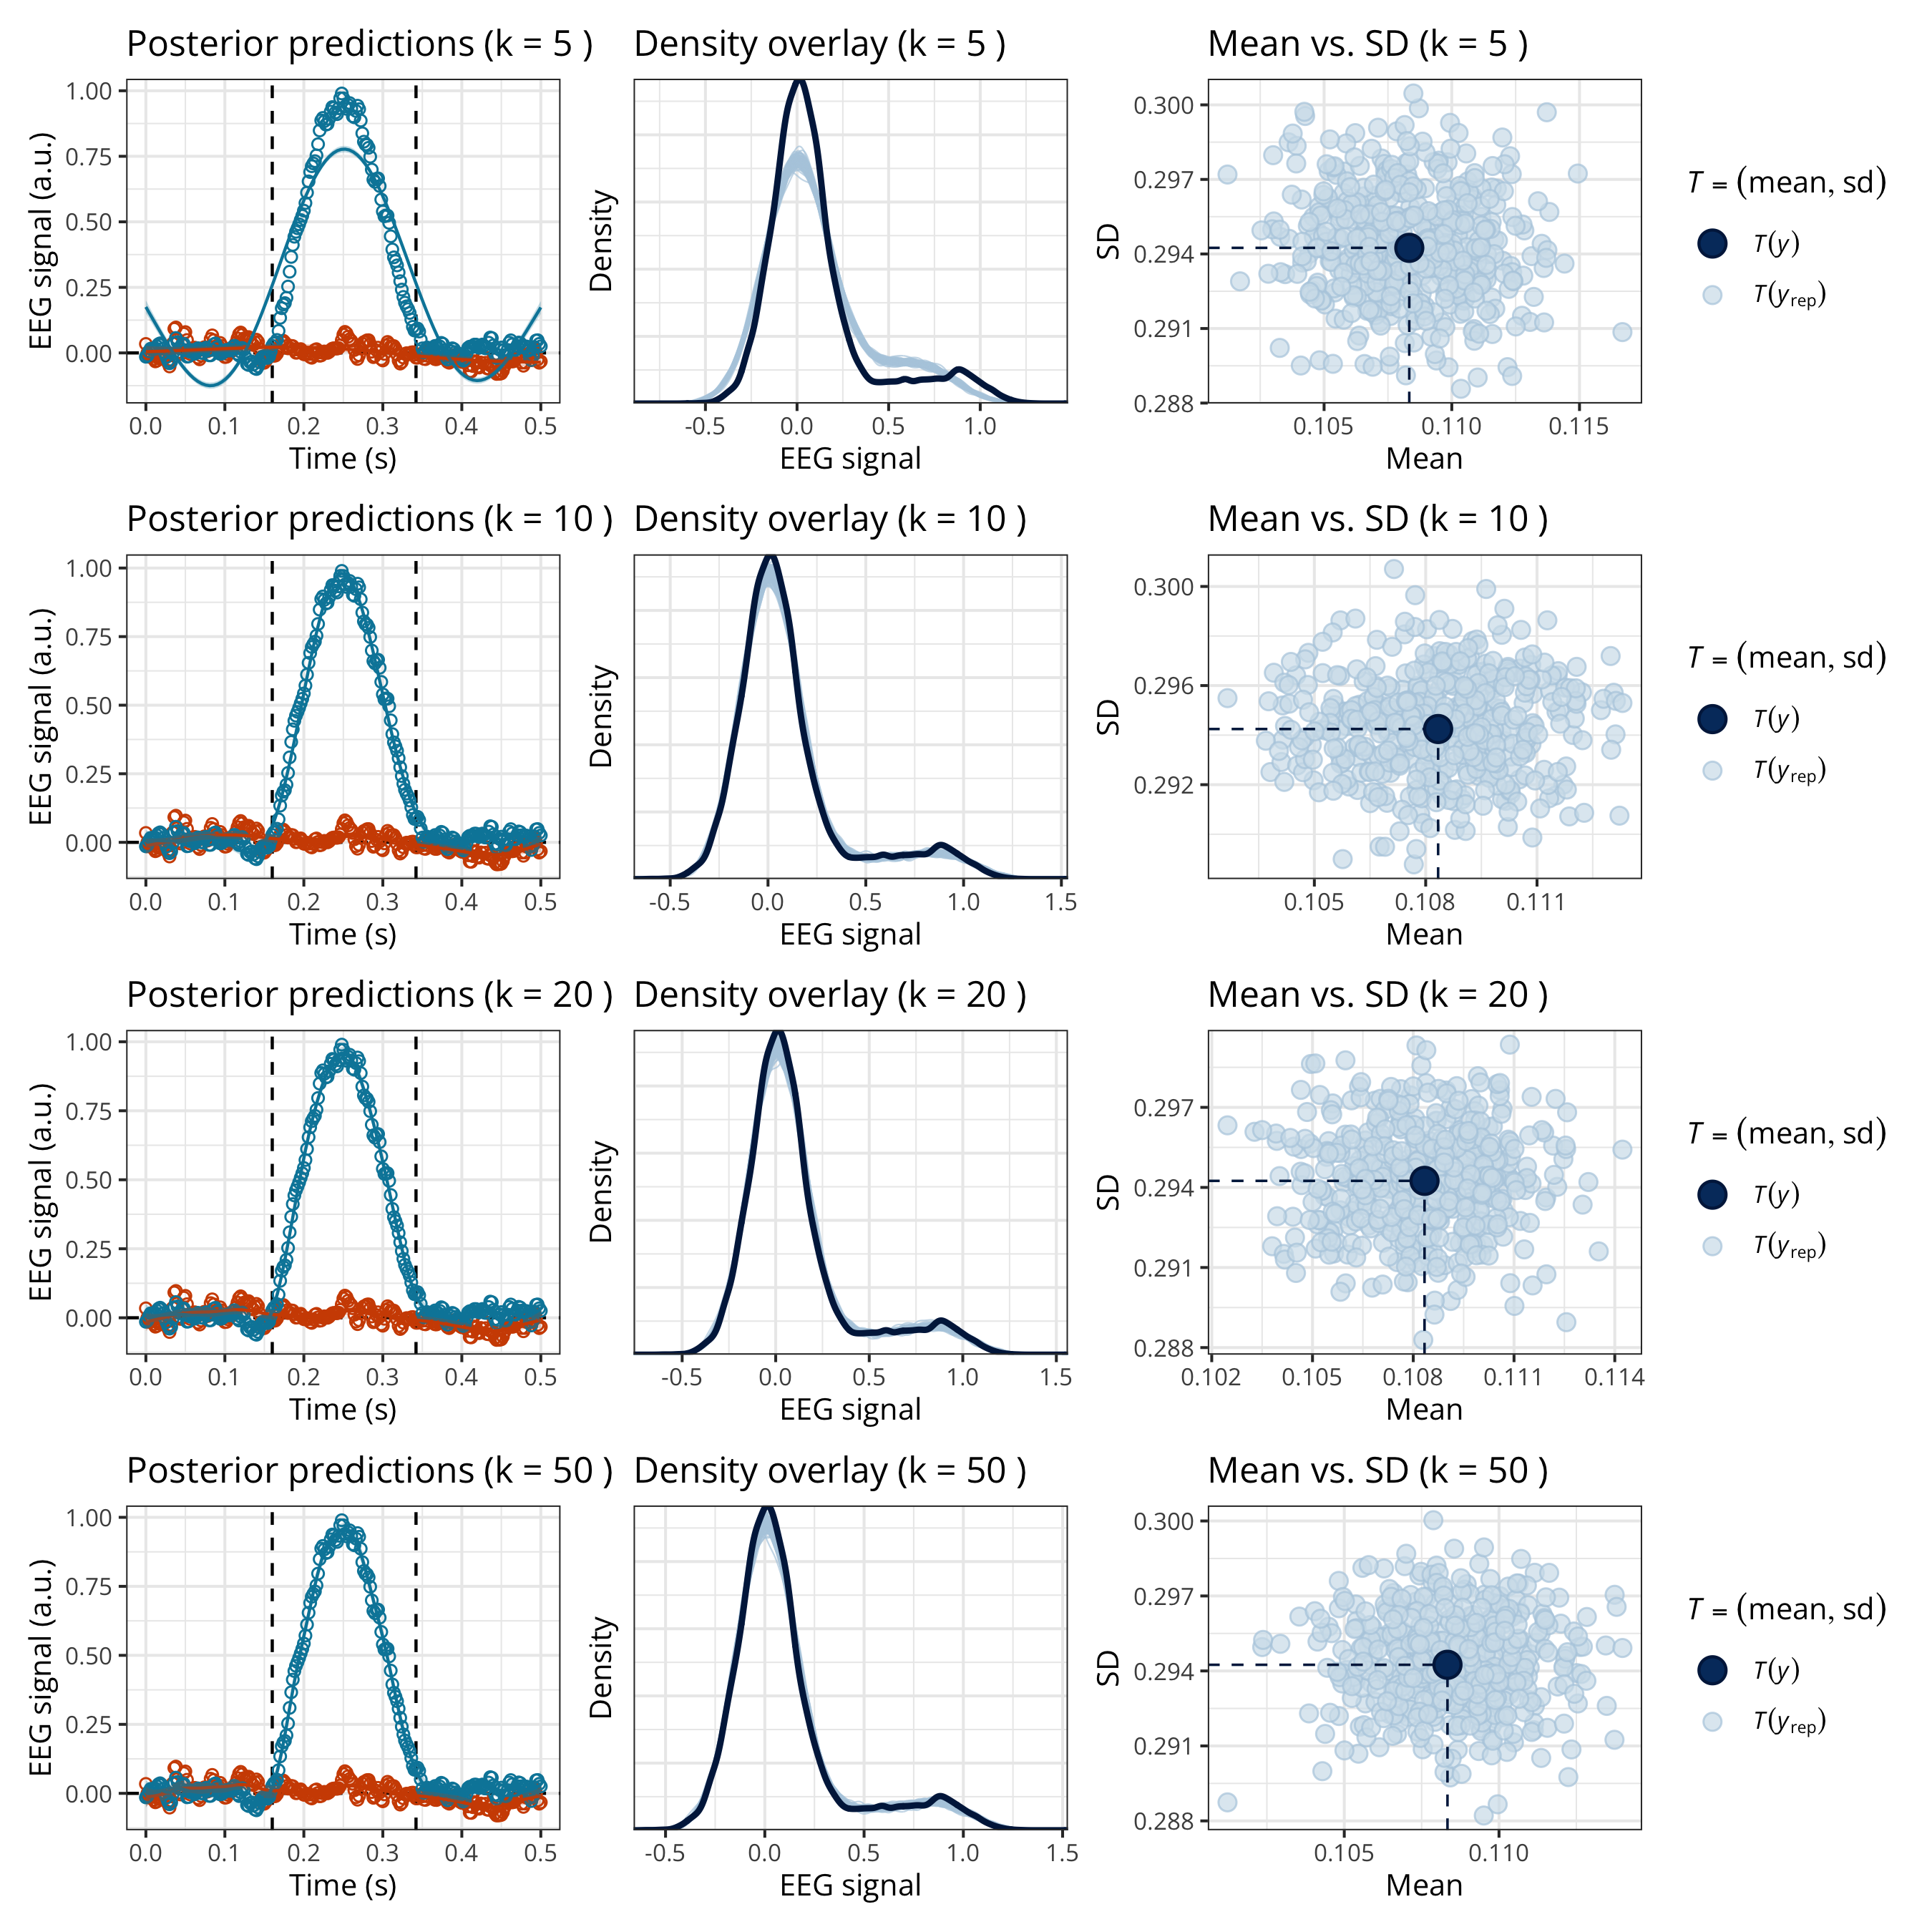 Posterior predictions (k = 5 )
Density overlay (k = 5 )
Mean vs. SD (k = 5 )
EEG signal (a.u.)
1.00
0.75
0.50
0.25
0.00
0.0 0.1 0.2 0.3 0.4 0.5
Time (s)
Density
-0.5 0.0 0.5 1.0
EEG signal
SD
0.300
0.297
0.294
0.291
0.288
0.105 0.110 0.115
Mean
T = (mean, sd)
T(y)
T(yrep)
Posterior predictions (k = 10 )
Density overlay (k = 10 )
Mean vs. SD (k = 10 )
EEG signal (a.u.)
1.00
0.75
0.50
0.25
0.00
0.0 0.1 0.2 0.3 0.4 0.5
Time (s)
Density
-0.5 0.0 0.5 1.0 1.5
EEG signal
SD
0.300
0.296
0.292
0.105 0.108 0.111
Mean
T = (mean, sd)
T(y)
T(yrep)
Posterior predictions (k = 20 )
Density overlay (k = 20 )
Mean vs. SD (k = 20 )
EEG signal (a.u.)
1.00
0.75
0.50
0.25
0.00
0.0 0.1 0.2 0.3 0.4 0.5
Time (s)
Density
-0.5 0.0 0.5 1.0 1.5
EEG signal
SD
0.297
0.294
0.291
0.288
0.102 0.105 0.108 0.111 0.114
Mean
T = (mean, sd)
T(y)
T(yrep)
Posterior predictions (k = 50 )
Density overlay (k = 50 )
Mean vs. SD (k = 50 )
EEG signal (a.u.)
1.00
0.75
0.50
0.25
0.00
0.0 0.1 0.2 0.3 0.4 0.5
Time (s)
Density
-0.5 0.0 0.5 1.0 1.5
EEG signal
SD
0.300
0.297
0.294
0.291
0.288
0.105 0.110
Mean
T = (mean, sd)
T(y)
T(yrep)